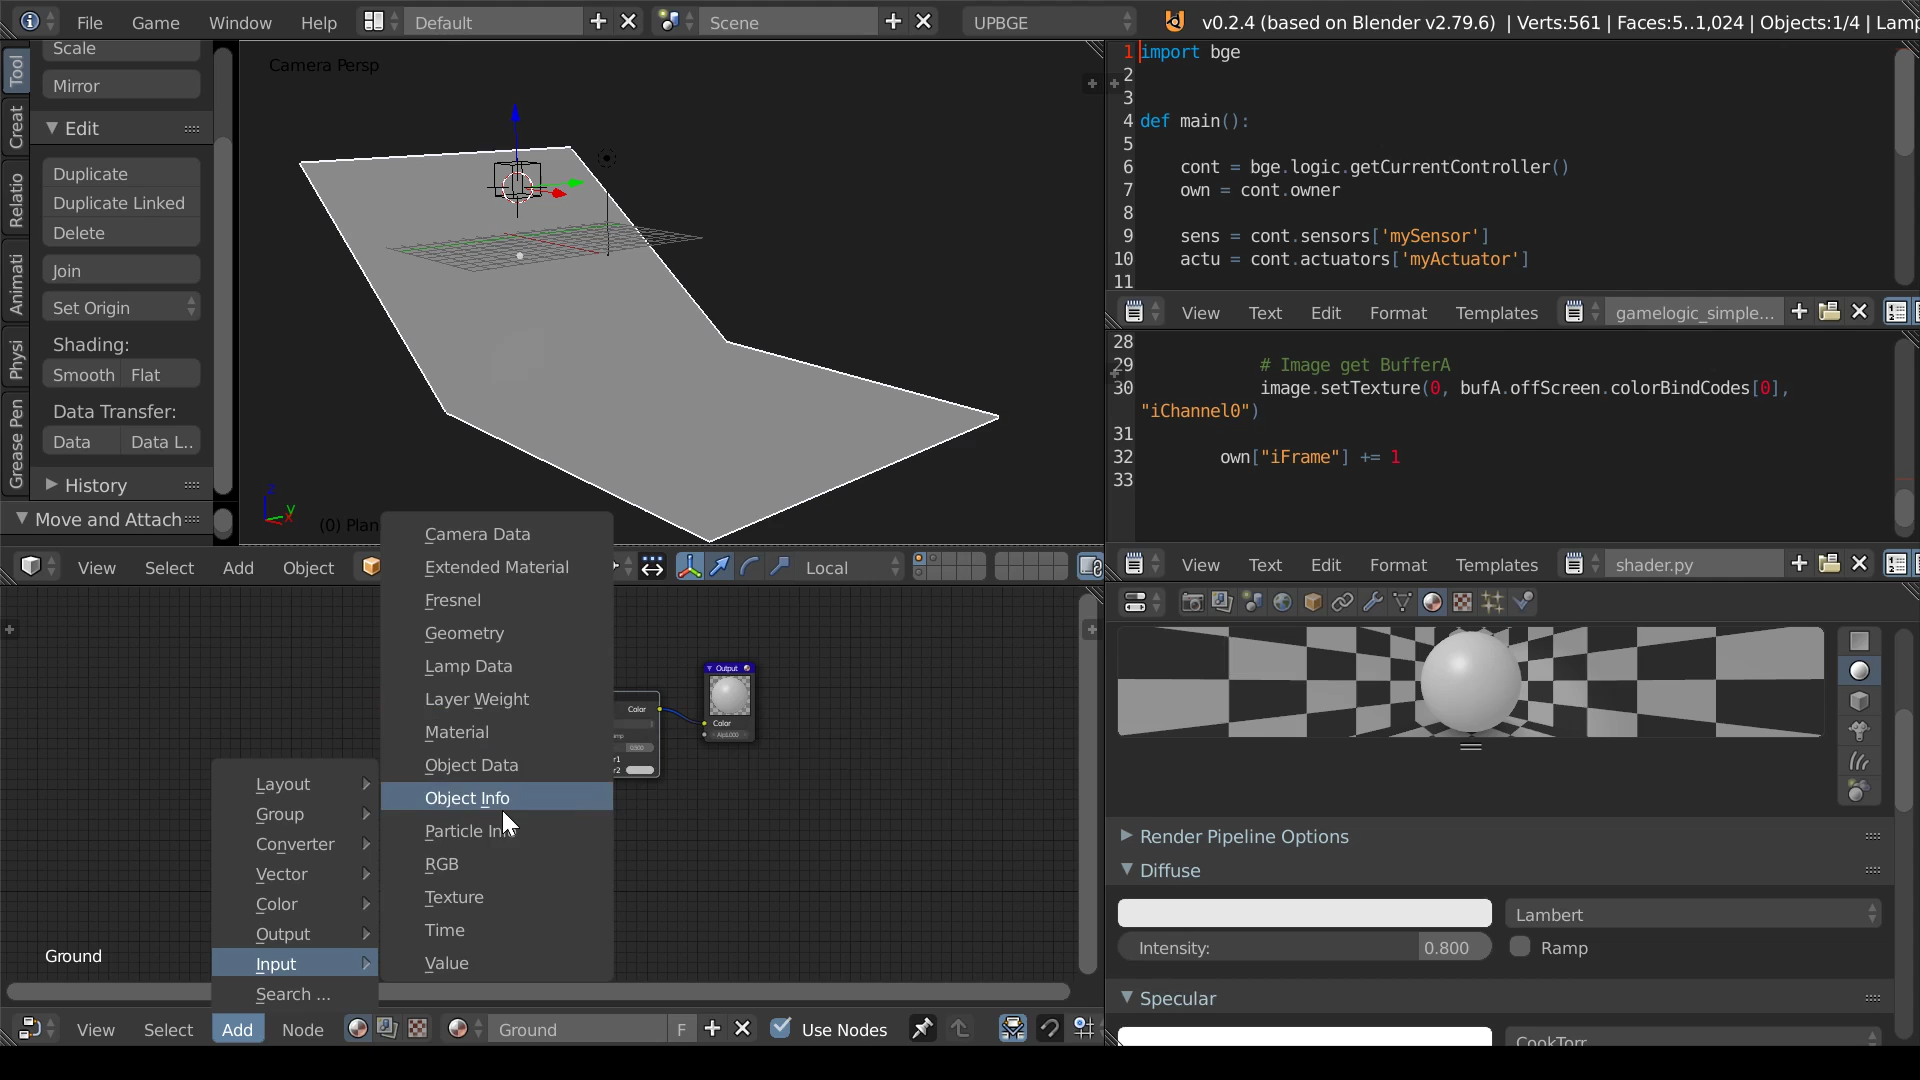 File Game Window Help Default Scene UPBGE v0.2.4 (based on Blender v2.79.6) | Verts:561 | Faces:5..1,024 | Objects:1/4 | Lamp
Tool
Creat
Relatio
Animati
Physi
Grease Pen
Scale
Mirror
Edit
Duplicate
Duplicate Linked
Delete
Join
Set Origin
Shading:
Smooth Flat
Data Transfer:
Data Data L..
History
Move and Attach
Camera Persp
Z
Y
X
(0) Plan
View Select Add Object Local
1 import bge
2
3
4 def main():
5
6 cont = bge.logic.getCurrentController()
7 own = cont.owner
8
9 sens = cont.sensors['mySensor']
10 actu = cont.actuators['myActuator']
11
View Text Edit Format Templates gamelogic_simple...
28
29 # Image get BufferA
30 image.setTexture(0, bufA.offScreen.colorBindCodes[0],
"iChannel0")
31
32 own["iFrame"] += 1
33
View Text Edit Format Templates shader.py
Camera Data
Extended Material
Fresnel
Geometry
Lamp Data
Layer Weight
Material
Object Data
Object Info
Particle In
RGB
Texture
Time
Value
Layout
Group
Converter
Vector
Color
Output
Input
Search ...
Color
Output
Color
Ground
View Select Add Node Ground F Use Nodes
Render Pipeline Options
Diffuse
Lambert
Intensity: 0.800 Ramp
Specular
CookTorr